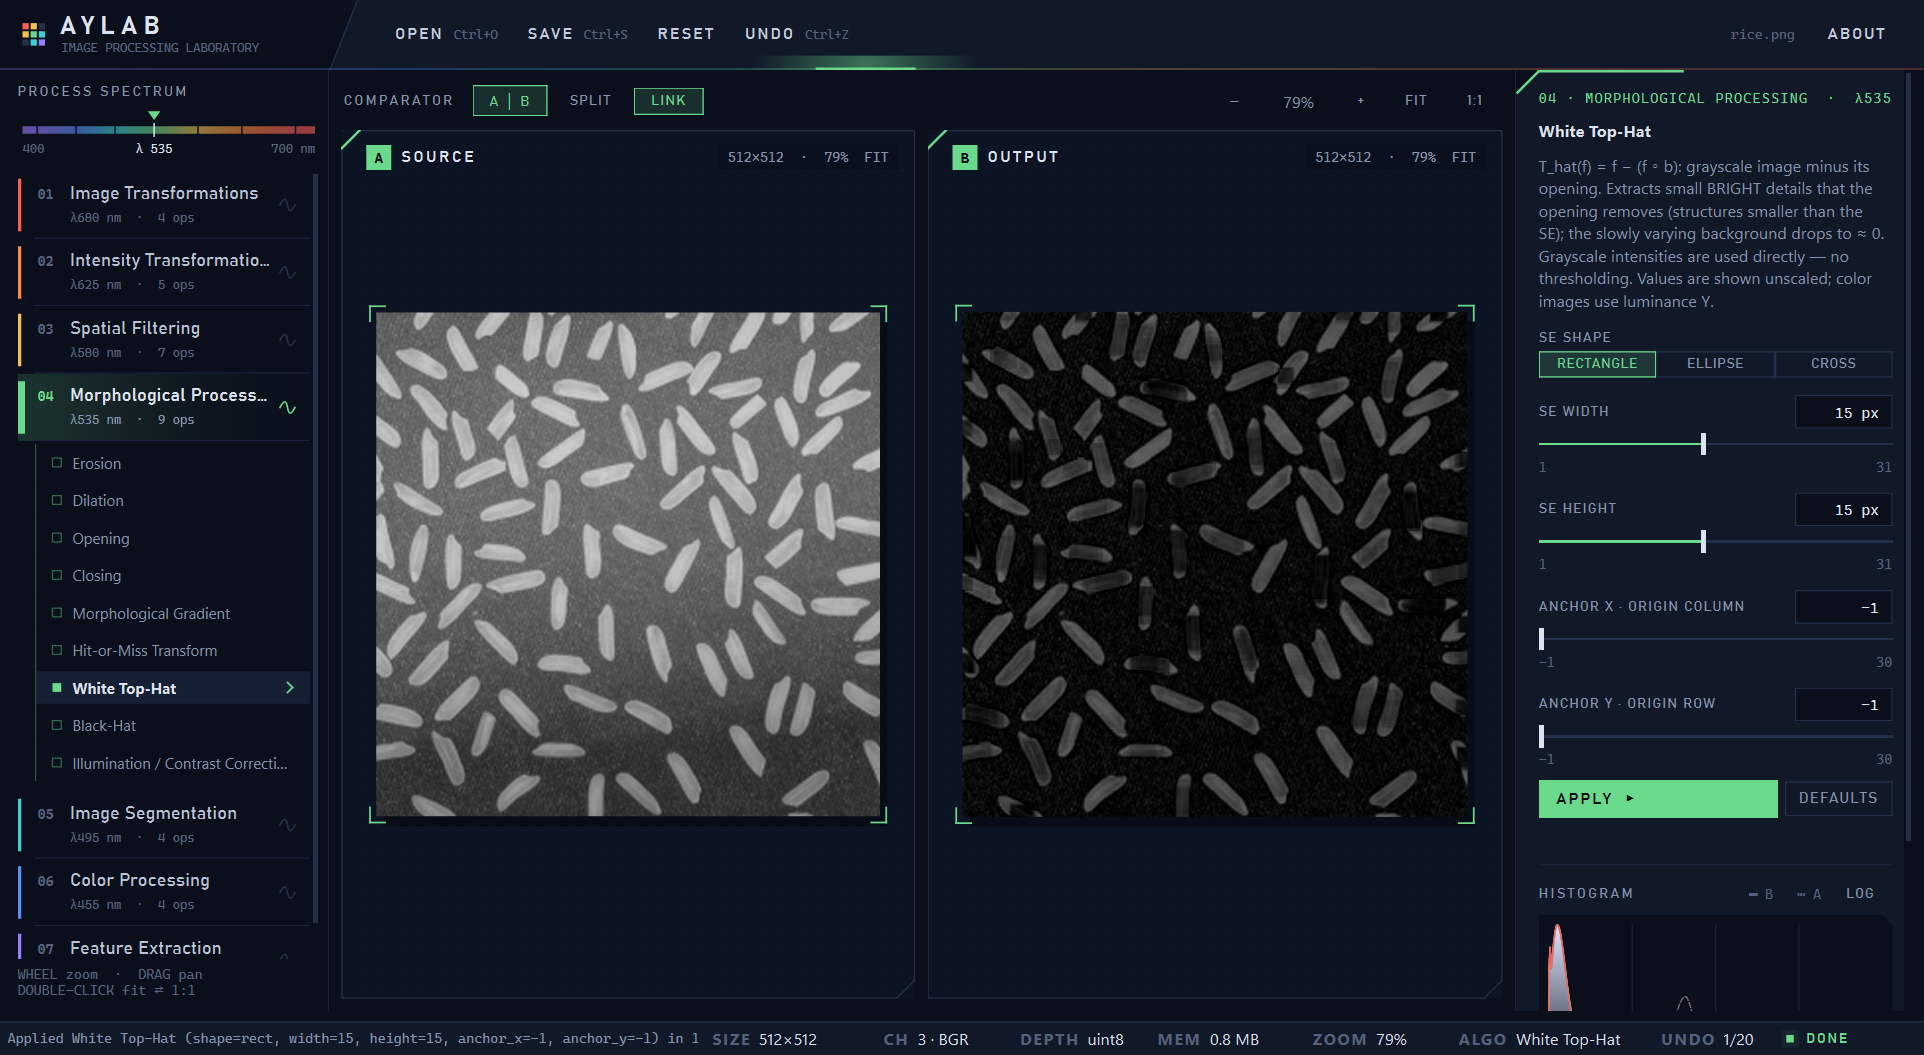 AYLAB
IMAGE PROCESSING LABORATORY
OPEN Ctrl+O SAVE Ctrl+S RESET UNDO Ctrl+Z
rice.png ABOUT
PROCESS SPECTRUM
400 λ 535 700 nm
01 Image Transformations
λ680 nm · 4 ops
02 Intensity Transformatio…
λ625 nm · 5 ops
03 Spatial Filtering
λ580 nm · 7 ops
04 Morphological Process…
λ535 nm · 9 ops
Erosion
Dilation
Opening
Closing
Morphological Gradient
Hit-or-Miss Transform
White Top-Hat
Black-Hat
Illumination / Contrast Correcti…
05 Image Segmentation
λ495 nm · 4 ops
06 Color Processing
λ455 nm · 4 ops
07 Feature Extraction
WHEEL zoom · DRAG pan
DOUBLE-CLICK fit ⇄ 1:1
COMPARATOR A | B SPLIT LINK − 79% + FIT 1:1
A SOURCE 512×512 · 79% FIT
B OUTPUT 512×512 · 79% FIT
04 · MORPHOLOGICAL PROCESSING · λ535
White Top-Hat
T_hat(f) = f − (f ∘ b): grayscale image minus its
opening. Extracts small BRIGHT details that the
opening removes (structures smaller than the
SE); the slowly varying background drops to ≈ 0.
Grayscale intensities are used directly — no
thresholding. Values are shown unscaled; color
images use luminance Y.
SE SHAPE
RECTANGLE ELLIPSE CROSS
SE WIDTH 15 px
1 31
SE HEIGHT 15 px
1 31
ANCHOR X · ORIGIN COLUMN −1
−1 30
ANCHOR Y · ORIGIN ROW −1
−1 30
APPLY ▸ DEFAULTS
HISTOGRAM B A LOG
Applied White Top-Hat (shape=rect, width=15, height=15, anchor_x=−1, anchor_y=−1) in 1 SIZE 512×512 CH 3 · BGR DEPTH uint8 MEM 0.8 MB ZOOM 79% ALGO White Top-Hat UNDO 1/20 DONE